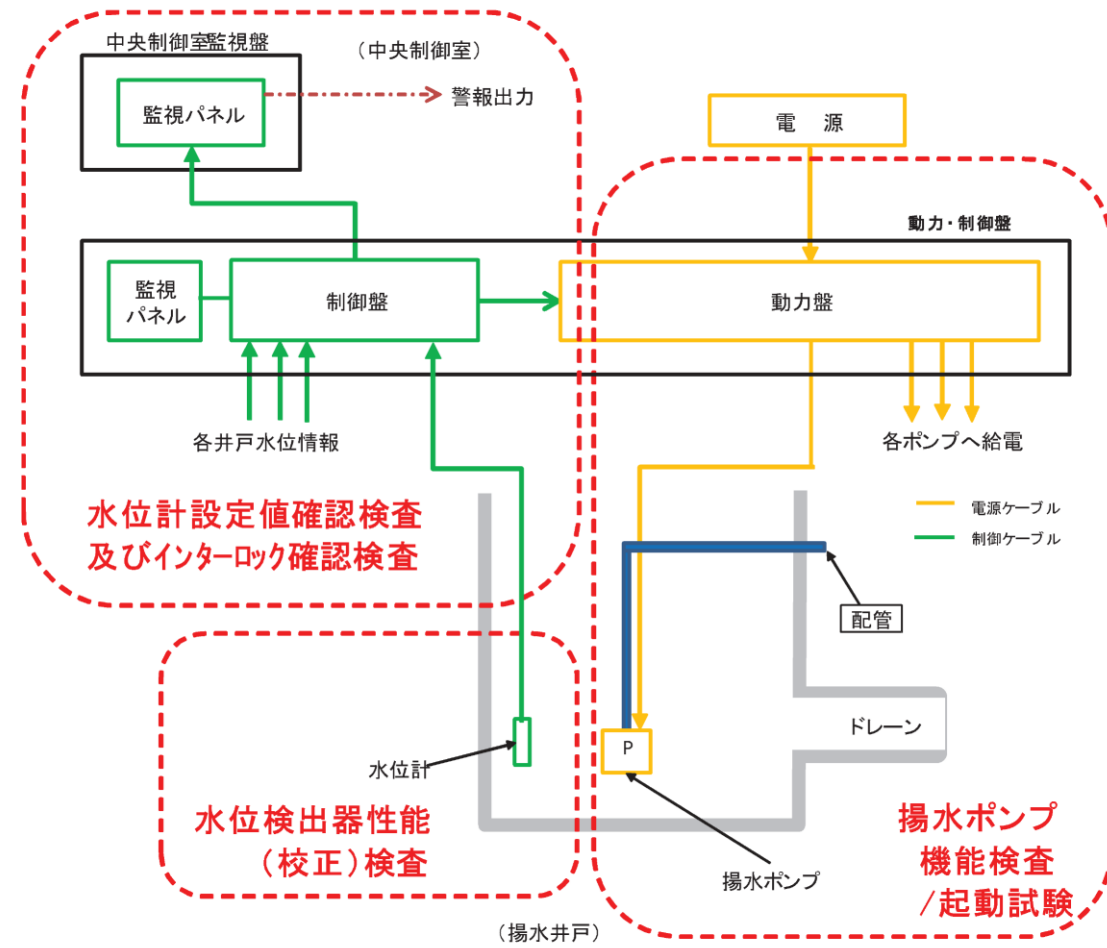 中央制御室監視盤
（中央制御室）
監視パネル
警報出力
電　源
動力・制御盤
監視
パネル
制御盤
動力盤
各井戸水位情報
各ポンプへ給電
水位計設定値確認検査
及びインターロック確認検査
電源ケーブル
制御ケーブル
配管
ドレーン
P
水位計
水位検出器性能
（校正）検査
揚水ポンプ
機能検査
/起動試験
揚水ポンプ
（揚水井戸）